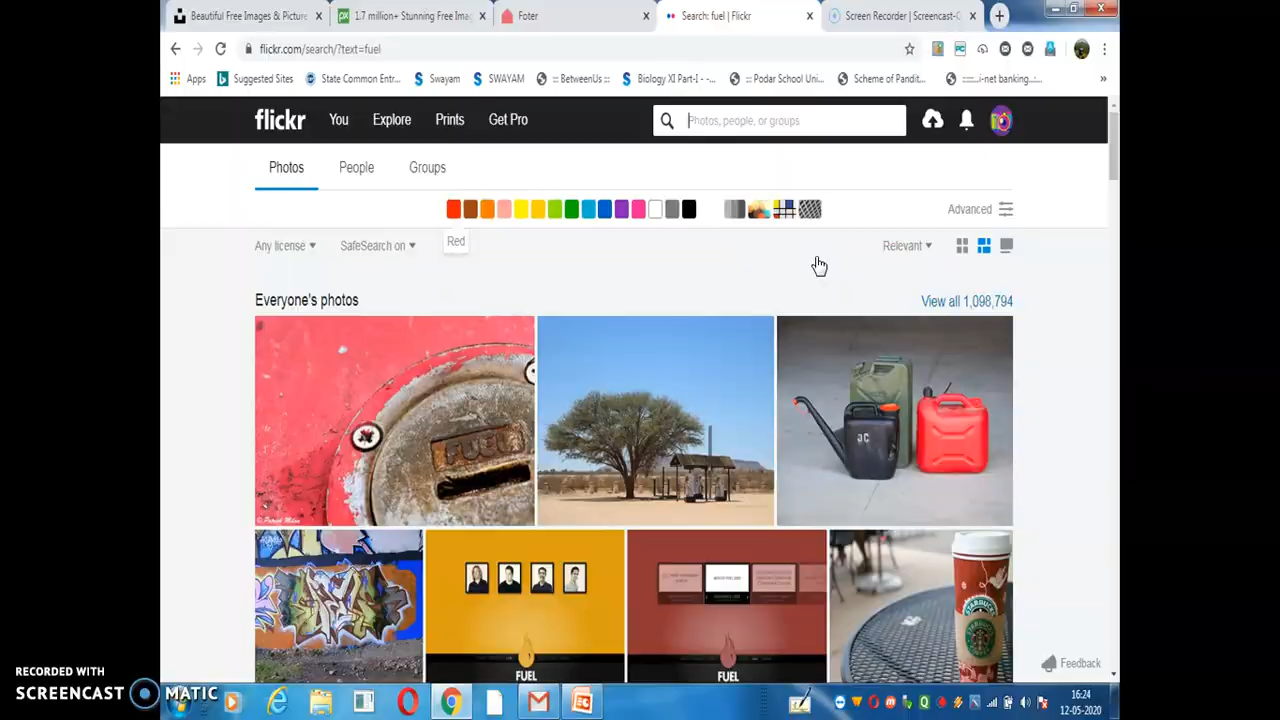 Beautiful Free Images & Picture
1.7 million+ Stunning Free Imag
Foter
Search: fuel | Flickr
Screen Recorder | Screencast-O
flickr.com/search/?text=fuel
Apps
Suggested Sites
State Common Entr...
Swayam
SWAYAM
:: BetweenUs ::
Biology XI Part-I - -...
:: Podar School Uni...
Scheme of Pandit...
:::.....i-net banking....:...
»
flickr
You
Explore
Prints
Get Pro
Photos, people, or groups
Photos
People
Groups
Advanced
Any license
SafeSearch on
Red
Relevant
Everyone's photos
View all 1,098,794
FUEL
JC
FUEL
FUEL
STARBUCKS
Feedback
RECORDED WITH
SCREENCAST MATIC
16:24
12-05-2020